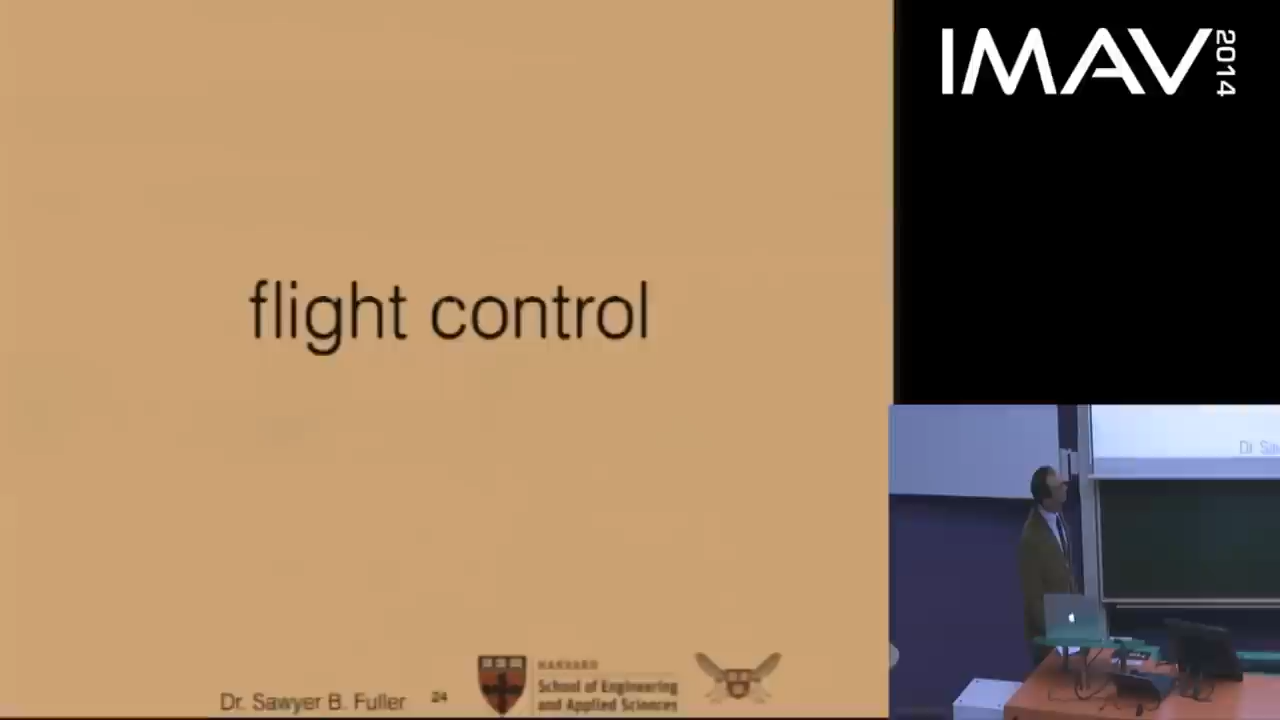 IMAV
2014
flight control
Dr. Sawyer B. Fuller
24
HARVARD
School of Engineering
and Applied Sciences